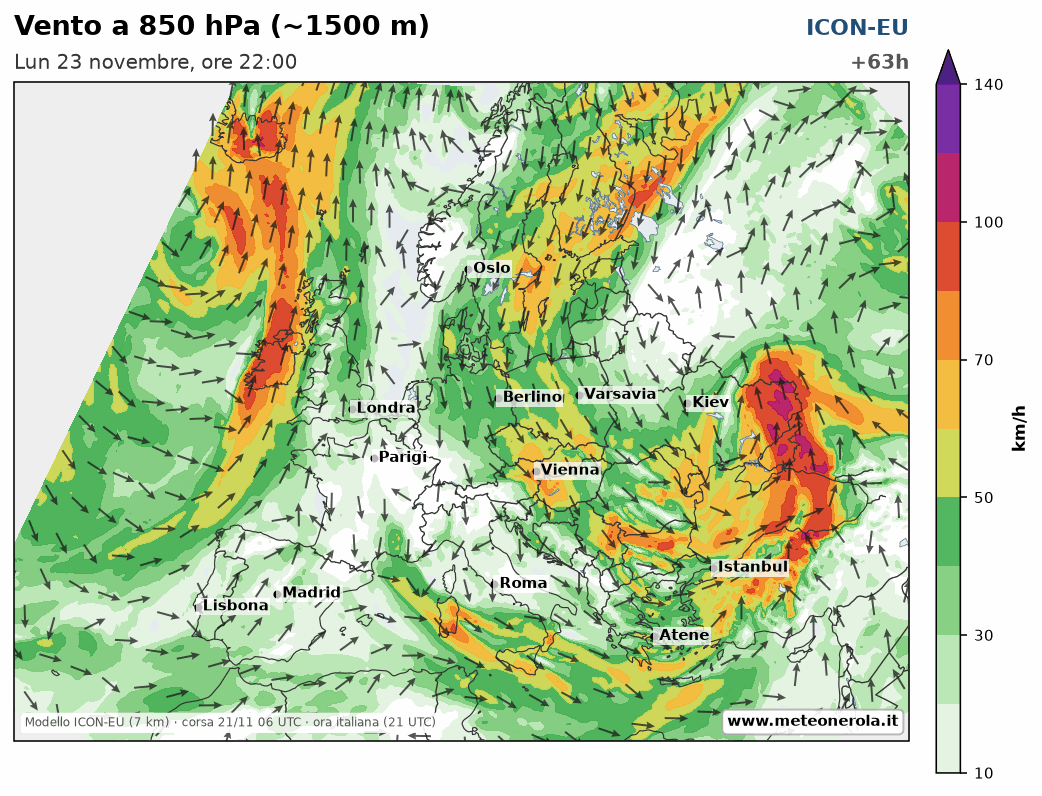 Vento a 850 hPa (~1500 m)
ICON-EU
Lun 23 novembre, ore 22:00
+63h
140
100
70
50
30
10
km/h
Oslo
Londra
Berlino
Varsavia
Kiev
Parigi
Vienna
Istanbul
Roma
Madrid
Lisbona
Atene
Modello ICON-EU (7 km) · corsa 21/11 06 UTC · ora italiana (21 UTC)
www.meteonerola.it